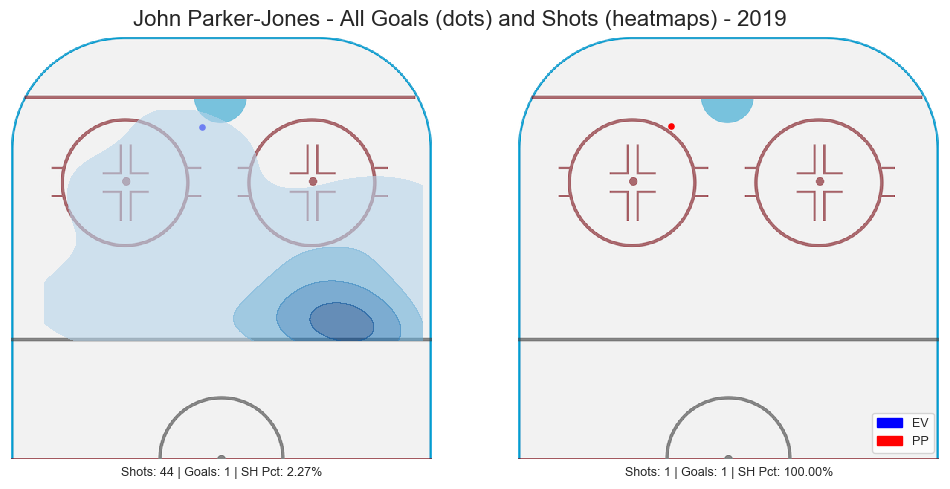 John Parker-Jones - All Goals (dots) and Shots (heatmaps) - 2019
EV
PP
Shots: 44 | Goals: 1 | SH Pct: 2.27%
Shots: 1 | Goals: 1 | SH Pct: 100.00%